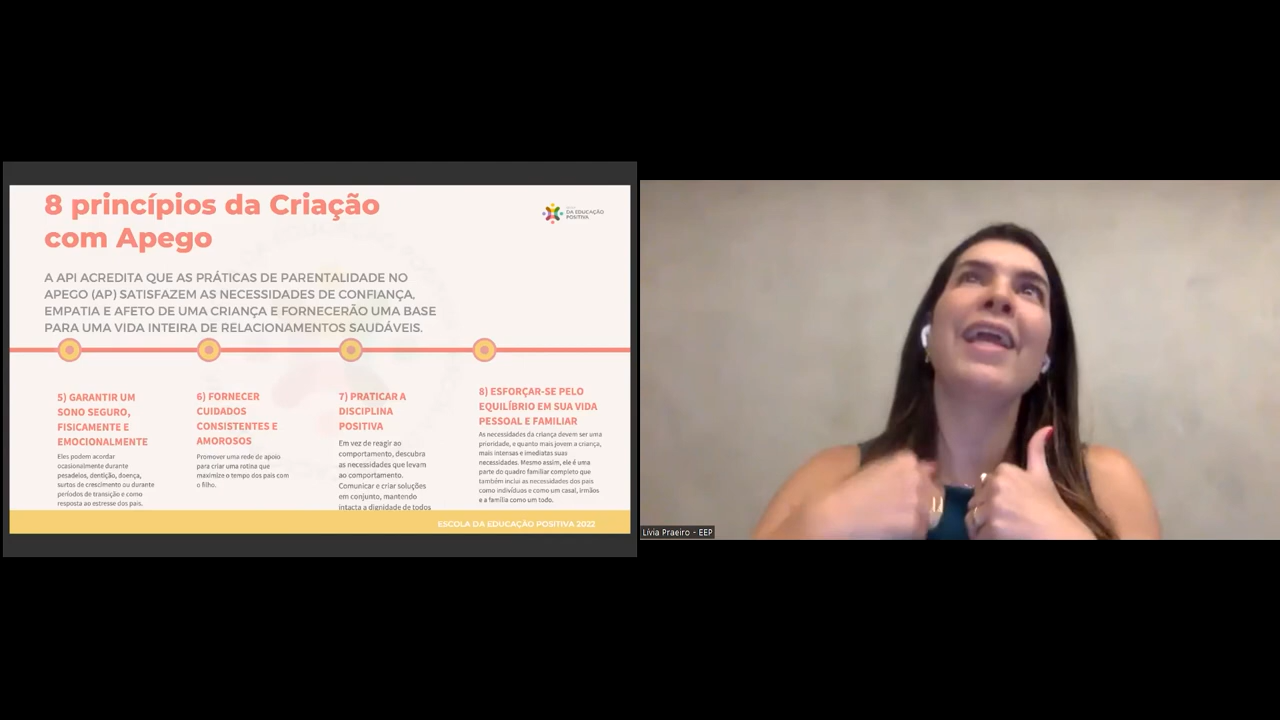 8 princípios da Criação
com Apego
DA EDUCAÇÃO
POSITIVA
A API ACREDITA QUE AS PRÁTICAS DE PARENTALIDADE NO
APEGO (AP) SATISFAZEM AS NECESSIDADES DE CONFIANÇA,
EMPATIA E AFETO DE UMA CRIANÇA E FORNECERÃO UMA BASE
PARA UMA VIDA INTEIRA DE RELACIONAMENTOS SAUDÁVEIS.
5) GARANTIR UM
SONO SEGURO,
FISICAMENTE E
EMOCIONALMENTE
Eles podem acordar
ocasionalmente durante
pesadelos, dentição, doença,
surtos de crescimento ou durante
períodos de transição e como
resposta ao estresse dos pais.
6) FORNECER
CUIDADOS
CONSISTENTES E
AMOROSOS
Promover uma rede de apoio
para criar uma rotina que
maximize o tempo dos pais com
o filho.
7) PRATICAR A
DISCIPLINA
POSITIVA
Em vez de reagir ao
comportamento, descubra
as necessidades que levam
ao comportamento.
Comunicar e criar soluções
em conjunto, mantendo
intacta a dignidade de todos
8) ESFORÇAR-SE PELO
EQUILÍBRIO EM SUA VIDA
PESSOAL E FAMILIAR
As necessidades da criança devem ser uma
prioridade, e quanto mais jovem a criança,
mais intensas e imediatas suas
necessidades. Mesmo assim, ele é uma
parte do quadro familiar completo que
também inclui as necessidades dos pais
como indivíduos e como um casal, irmãos
e a família como um todo.
ESCOLA DA EDUCAÇÃO POSITIVA 2022
Lívia Praeiro - EEP